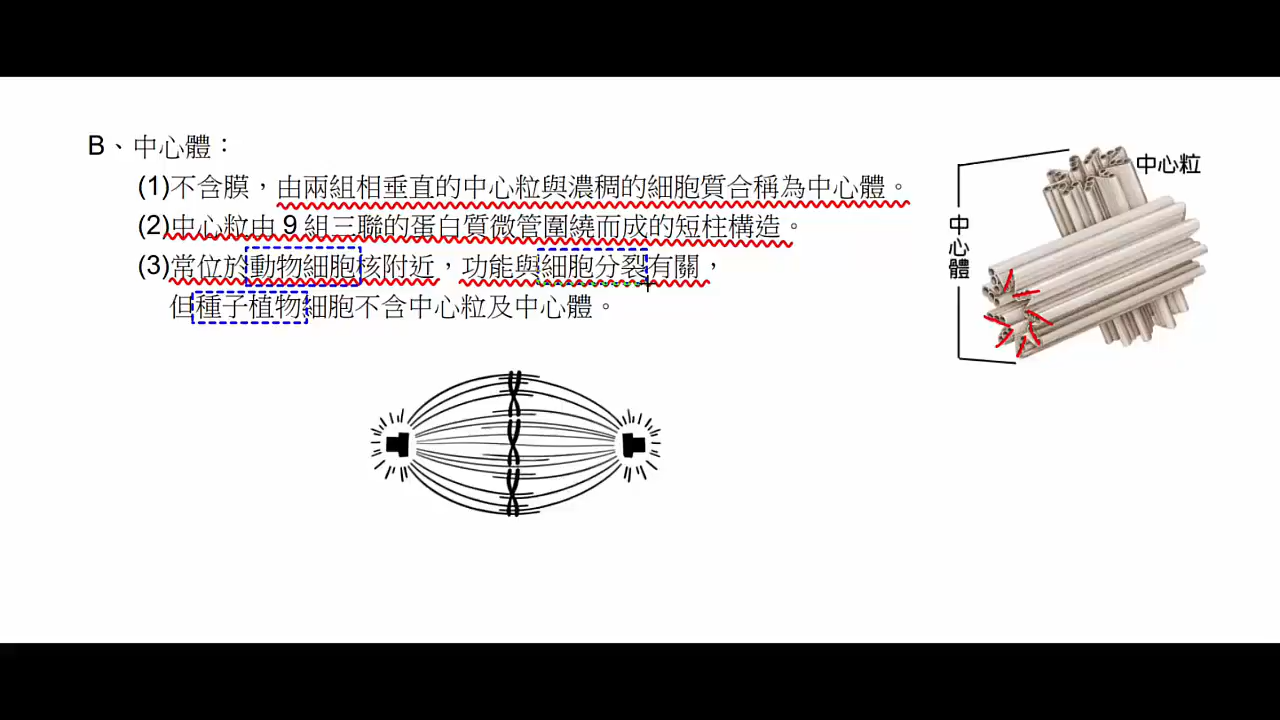 B、中心體：
(1)不含膜，由兩組相垂直的中心粒與濃稠的細胞質合稱為中心體。
(2)中心粒由 9 組三聯的蛋白質微管圍繞而成的短柱構造。
(3)常位於動物細胞核附近，功能與細胞分裂有關，
但種子植物細胞不含中心粒及中心體。
中心粒
中心體